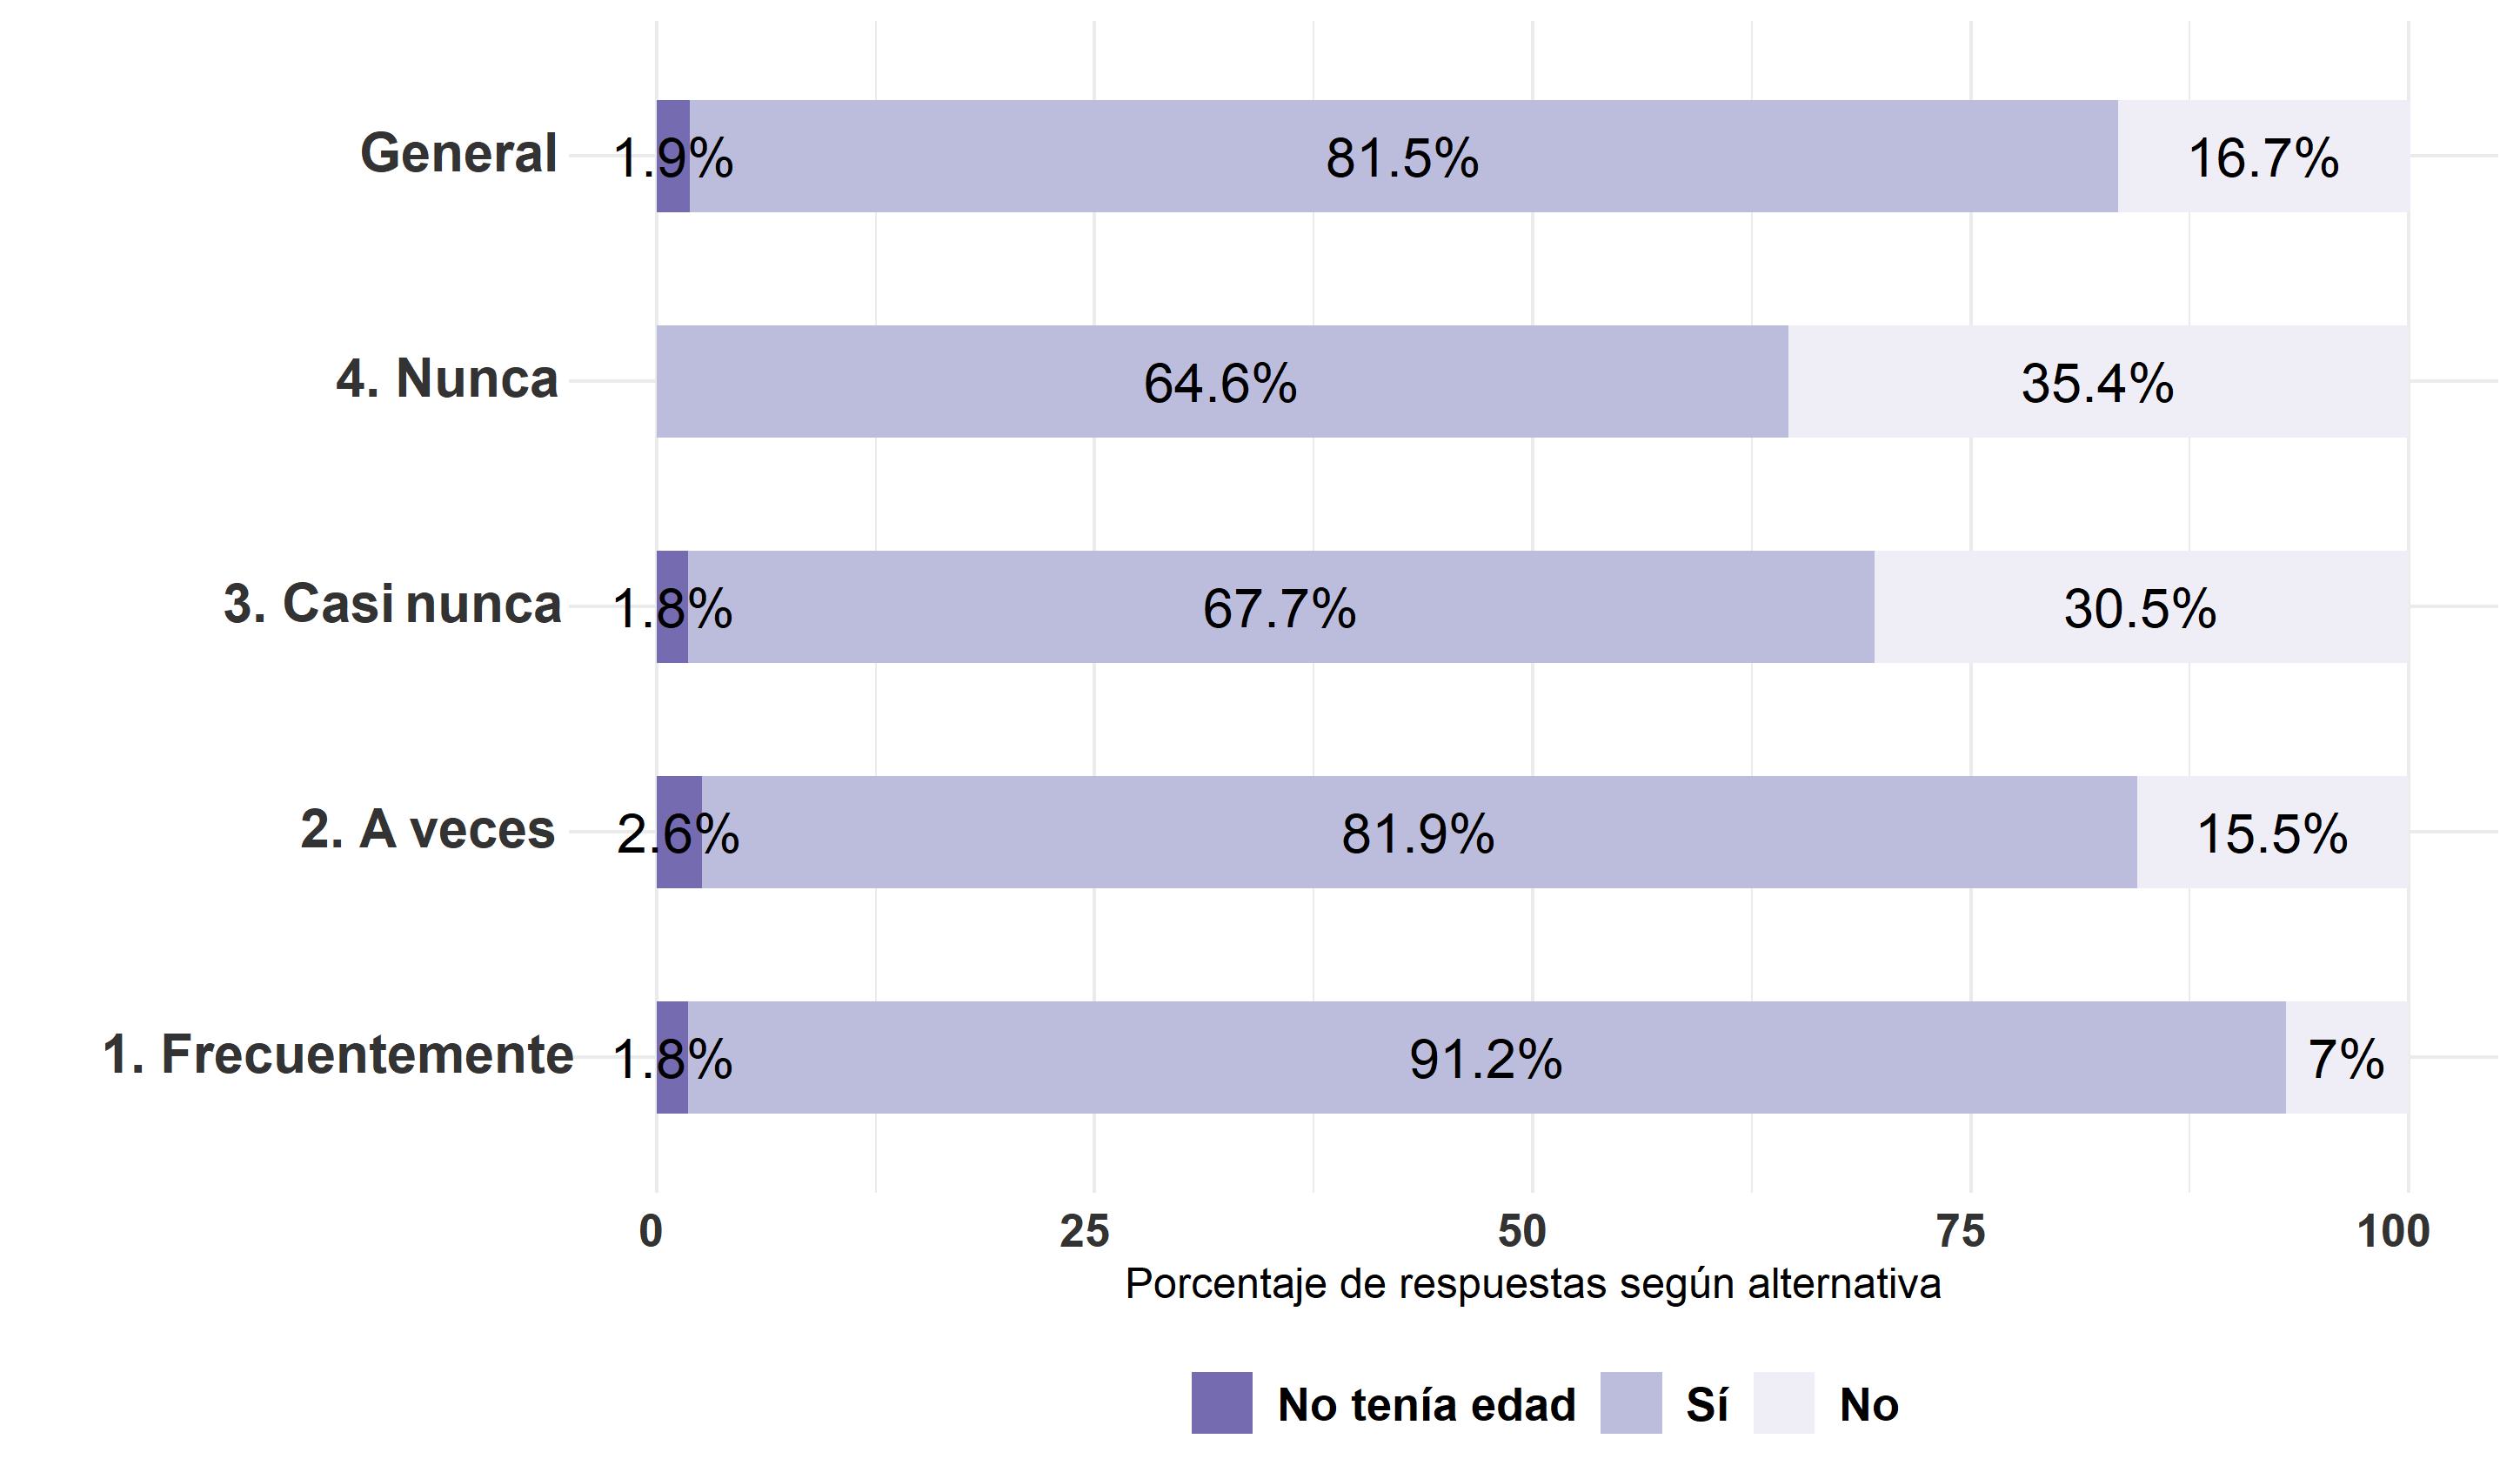 General 1.9% 81.5% 16.7%
4. Nunca 64.6% 35.4%
3. Casi nunca 1.8% 67.7% 30.5%
2. A veces 2.6% 81.9% 15.5%
1. Frecuentemente 1.8% 91.2% 7%
0 25 50 75 100
Porcentaje de respuestas según alternativa
No tenía edad Sí No